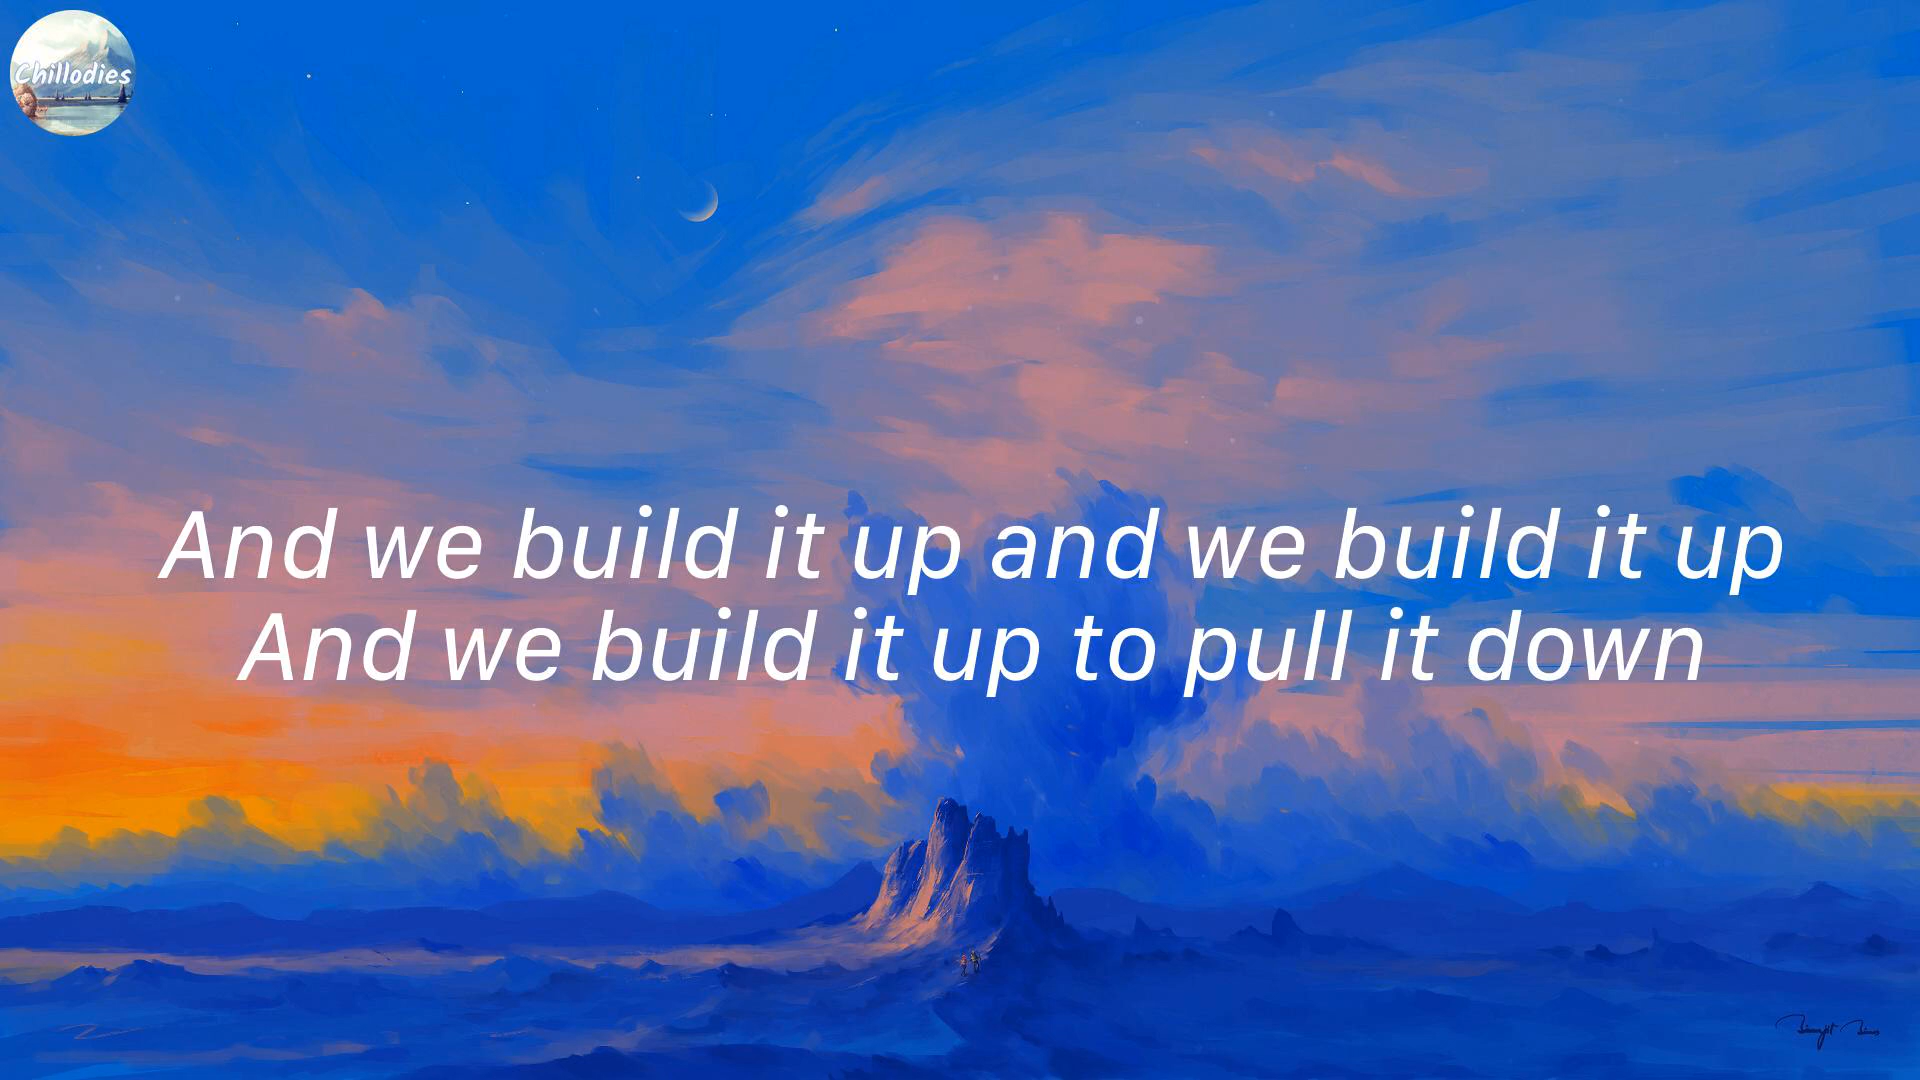 Chillodies
And we build it up and we build it up
And we build it up to pull it down